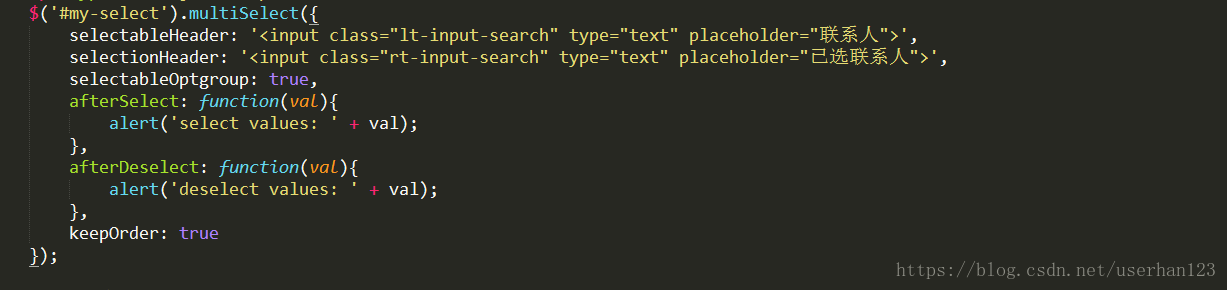 $('#my-select').multiSelect({
    selectableHeader: '<input class="lt-input-search" type="text" placeholder="联系人">',
    selectionHeader: '<input class="rt-input-search" type="text" placeholder="已选联系人">',
    selectableOptgroup: true,
    afterSelect: function(val){
        alert('select values: ' + val);
    },
    afterDeselect: function(val){
        alert('deselect values: ' + val);
    },
    keepOrder: true
});
https://blog.csdn.net/userhan123